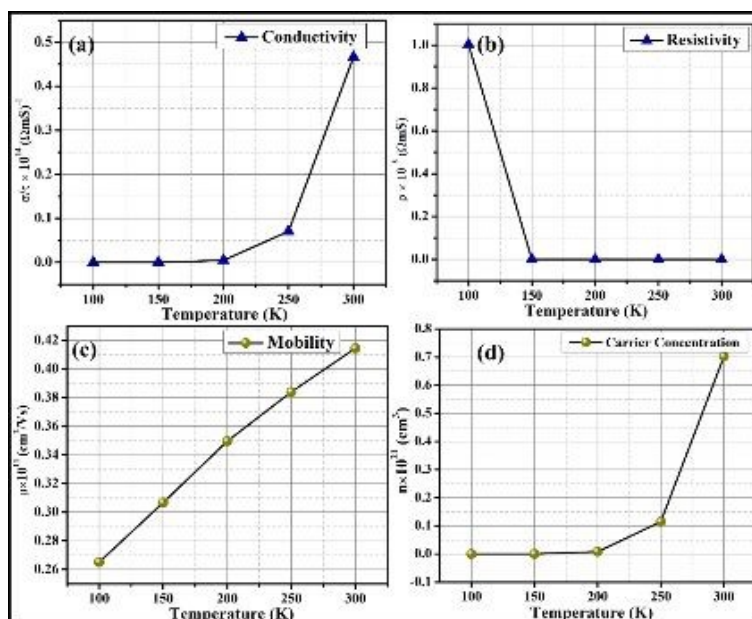 (a)
Conductivity
0.5
0.4
0.3
0.2
0.1
0.0
100 150 200 250 300
Temperature (K)
(b)
Resistivity
1.0
0.8
0.6
0.4
0.2
0.0
100 150 200 250 300
Temperature (K)
(c)
Mobility
0.42
0.40
0.38
0.36
0.34
0.32
0.30
0.28
0.26
100 150 200 250 300
Temperature (K)
(d)
Carrier Concentration
0.8
0.7
0.6
0.5
0.4
0.3
0.2
0.1
0.0
-0.1
100 150 200 250 300
Temperature (K)